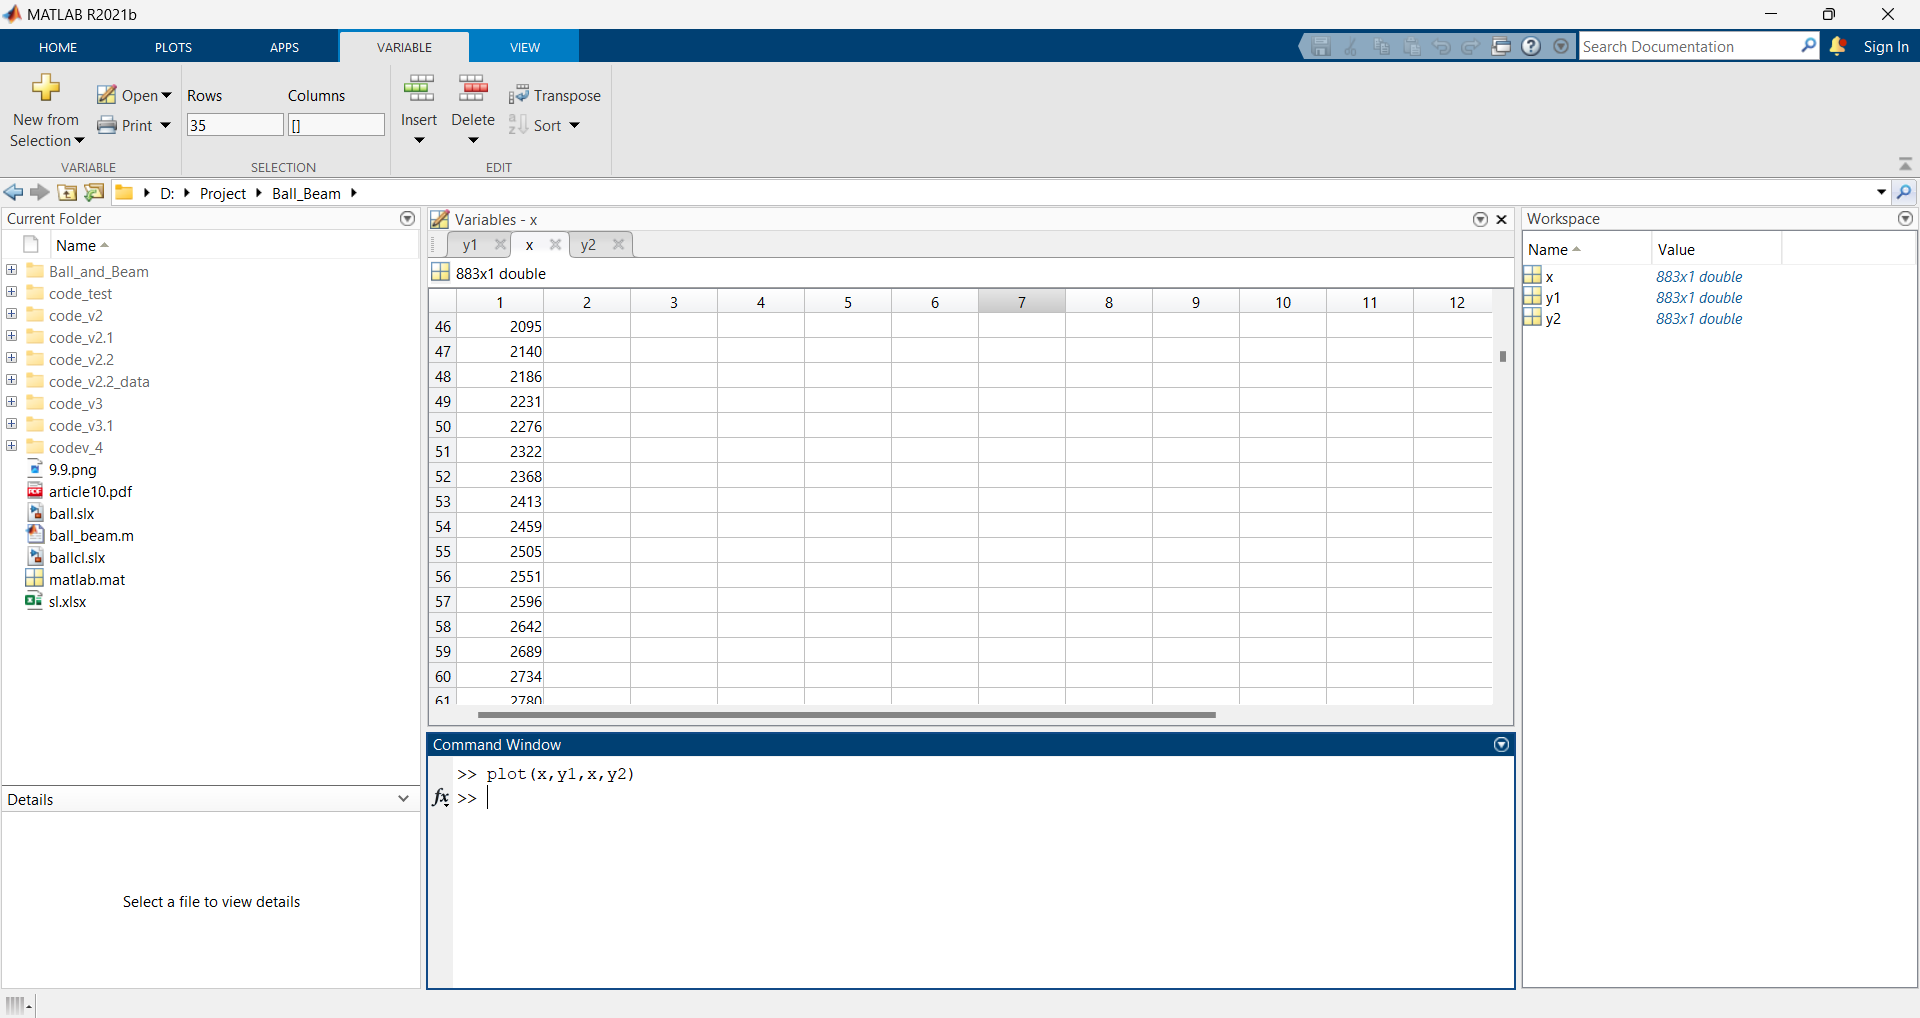 MATLAB R2021b
HOME PLOTS APPS VARIABLE VIEW
Search Documentation
Sign In
New from
Selection
Open
Print
VARIABLE
Rows Columns
35 []
SELECTION
Insert
Delete
Transpose
Sort
EDIT
D: Project Ball_Beam
Current Folder
Name
Ball_and_Beam
code_test
code_v2
code_v2.1
code_v2.2
code_v2.2_data
code_v3
code_v3.1
codev_4
9.9.png
article10.pdf
ball.slx
ball_beam.m
ballcl.slx
matlab.mat
sl.xlsx
Details
Select a file to view details
Variables - x
y1 x y2
883x1 double
1 2 3 4 5 6 7 8 9 10 11 12
46 2095
47 2140
48 2186
49 2231
50 2276
51 2322
52 2368
53 2413
54 2459
55 2505
56 2551
57 2596
58 2642
59 2689
60 2734
61 2780
Command Window
>> plot(x,y1,x,y2)
fx >>
Workspace
Name Value
x 883x1 double
y1 883x1 double
y2 883x1 double